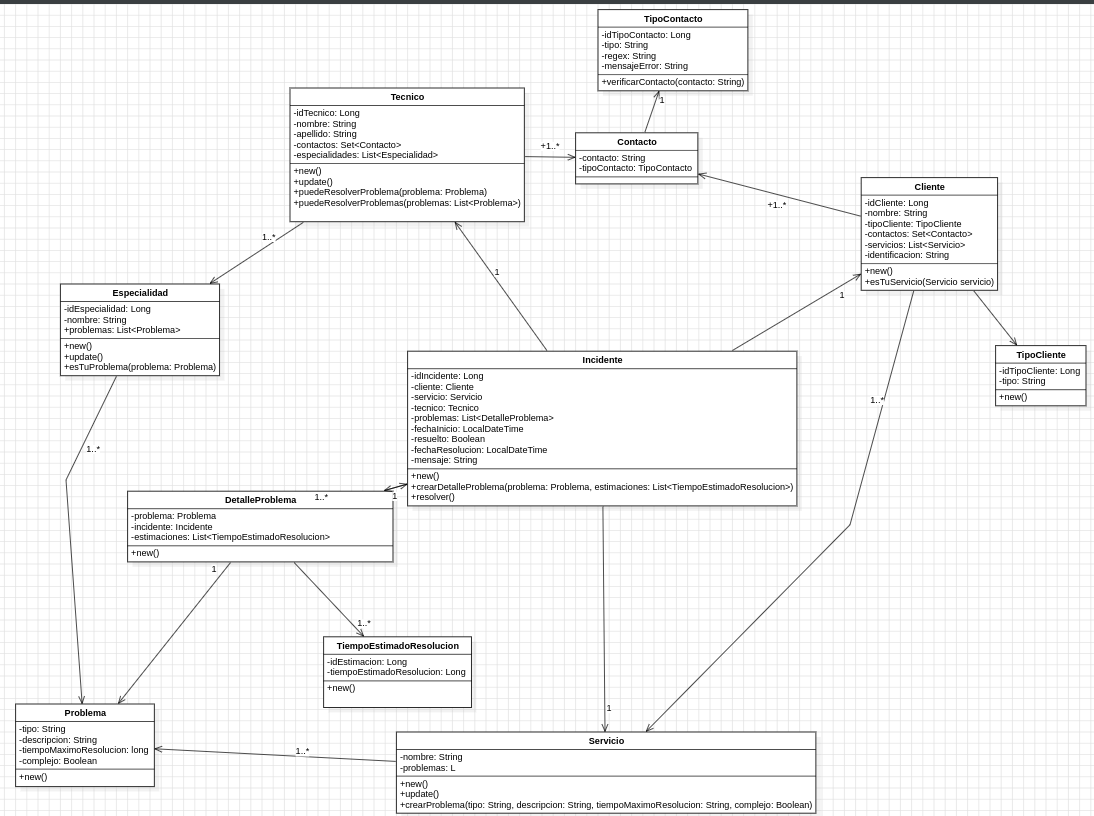 TipoContacto
-idTipoContacto: Long
-tipo: String
-regex: String
-mensajeError: String
+verificarContacto(contacto: String)
1
Tecnico
-idTecnico: Long
-nombre: String
-apellido: String
-contactos: Set<Contacto>
-especialidades: List<Especialidad>
+new()
+update()
+puedeResolverProblema(problema: Problema)
+puedeResolverProblemas(problemas: List<Problema>)
+1..*
Contacto
-contacto: String
-tipoContacto: TipoContacto
+1..*
Cliente
-idCliente: Long
-nombre: String
-tipoCliente: TipoCliente
-contactos: Set<Contacto>
-servicios: List<Servicio>
-identificacion: String
+new()
+esTuServicio(Servicio servicio)
1..*
1
1
Especialidad
-idEspecialidad: Long
-nombre: String
+problemas: List<Problema>
+new()
+update()
+esTuProblema(problema: Problema)
TipoCliente
-idTipoCliente: Long
-tipo: String
+new()
Incidente
-idIncidente: Long
-cliente: Cliente
-servicio: Servicio
-tecnico: Tecnico
-problemas: List<DetalleProblema>
-fechaInicio: LocalDateTime
-resuelto: Boolean
-fechaResolucion: LocalDateTime
-mensaje: String
+new()
+crearDetalleProblema(problema: Problema, estimaciones: List<TiempoEstimadoResolucion>)
+resolver()
1..*
1..*
DetalleProblema
1..*
1
-problema: Problema
-incidente: Incidente
-estimaciones: List<TiempoEstimadoResolucion>
+new()
1
1..*
TiempoEstimadoResolucion
-idEstimacion: Long
-tiempoEstimadoResolucion: Long
+new()
Problema
-tipo: String
-descripcion: String
-tiempoMaximoResolucion: long
-complejo: Boolean
+new()
1..*
1
Servicio
-nombre: String
-problemas: L
+new()
+update()
+crearProblema(tipo: String, descripcion: String, tiempoMaximoResolucion: String, complejo: Boolean)